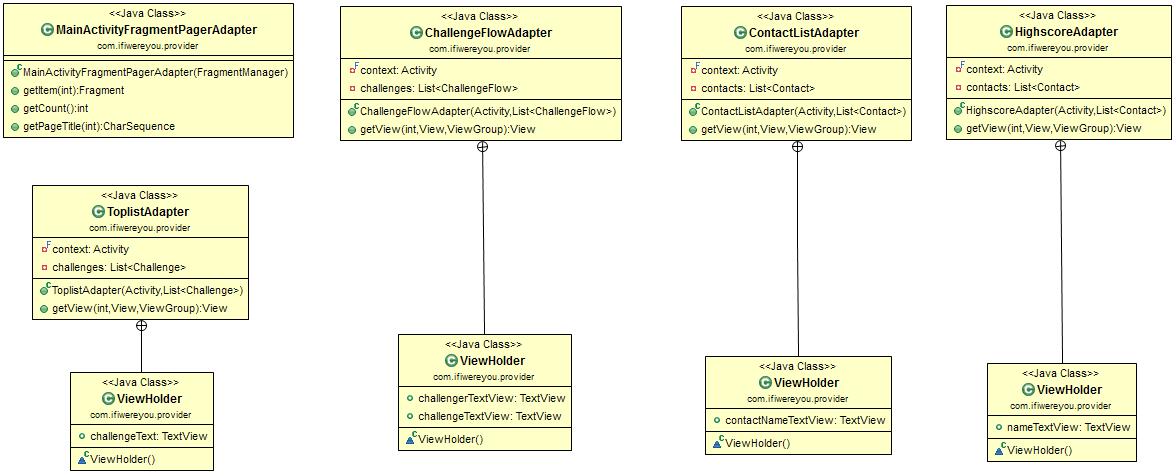 <<Java Class>>
MainActivityFragmentPagerAdapter
com.ifiwereyou.provider
MainActivityFragmentPagerAdapter(FragmentManager)
getItem(int):Fragment
getCount():int
getPageTitle(int):CharSequence
<<Java Class>>
ChallengeFlowAdapter
com.ifiwereyou.provider
context: Activity
challenges: List<ChallengeFlow>
ChallengeFlowAdapter(Activity,List<ChallengeFlow>)
getView(int,View,ViewGroup):View
<<Java Class>>
ContactListAdapter
com.ifiwereyou.provider
context: Activity
contacts: List<Contact>
ContactListAdapter(Activity,List<Contact>)
getView(int,View,ViewGroup):View
<<Java Class>>
HighscoreAdapter
com.ifiwereyou.provider
context: Activity
contacts: List<Contact>
HighscoreAdapter(Activity,List<Contact>)
getView(int,View,ViewGroup):View
<<Java Class>>
ToplistAdapter
com.ifiwereyou.provider
context: Activity
challenges: List<Challenge>
ToplistAdapter(Activity,List<Challenge>)
getView(int,View,ViewGroup):View
<<Java Class>>
ViewHolder
com.ifiwereyou.provider
challengeText: TextView
ViewHolder()
<<Java Class>>
ViewHolder
com.ifiwereyou.provider
challengerTextView: TextView
challengeTextView: TextView
ViewHolder()
<<Java Class>>
ViewHolder
com.ifiwereyou.provider
contactNameTextView: TextView
ViewHolder()
<<Java Class>>
ViewHolder
com.ifiwereyou.provider
nameTextView: TextView
ViewHolder()